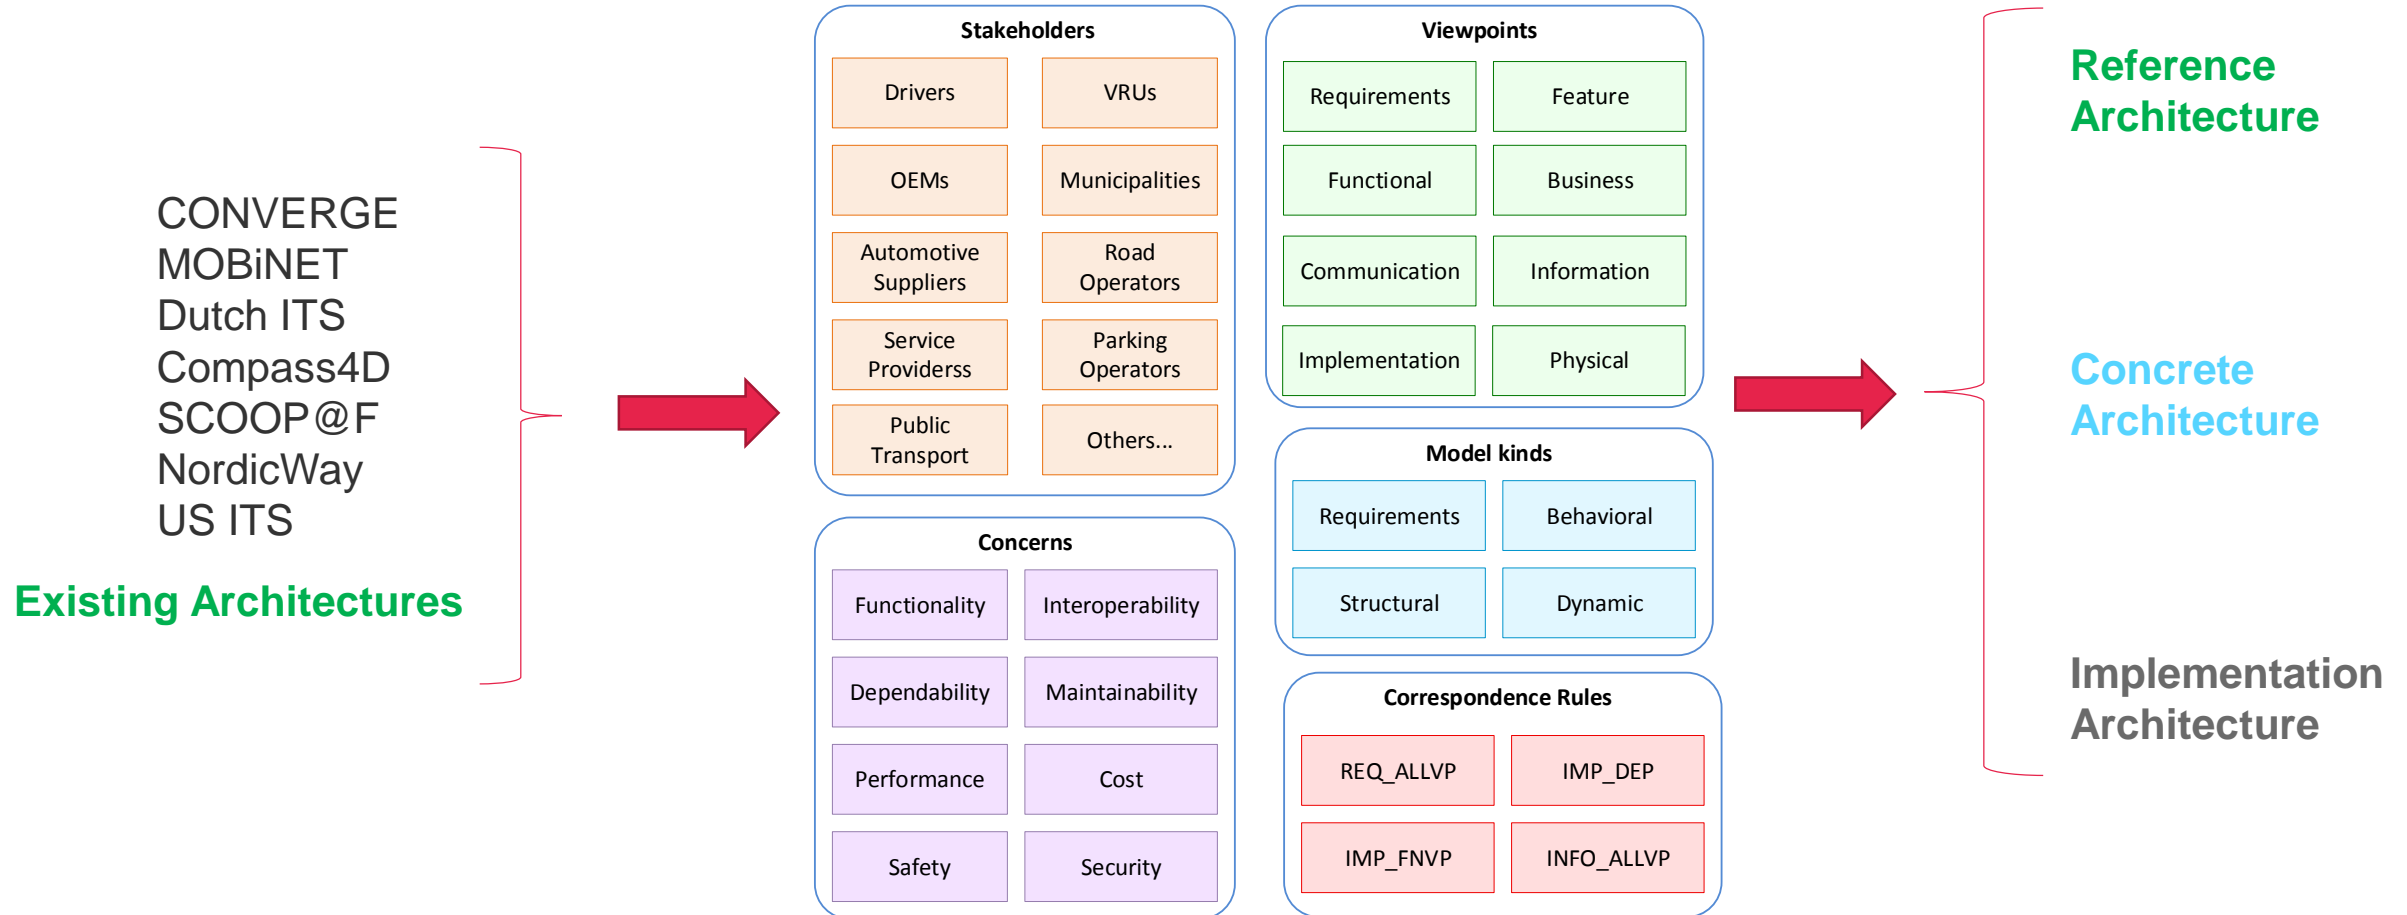 CONVERGE
MOBiNET
Dutch ITS
Compass4D
SCOOP@F
NordicWay
US ITS
Existing Architectures
Stakeholders
Drivers
VRUs
OEMs
Municipalities
Automotive
Suppliers
Road
Operators
Service
Providerss
Parking
Operators
Public
Transport
Others...
Concerns
Functionality
Interoperability
Dependability
Maintainability
Performance
Cost
Safety
Security
Viewpoints
Requirements
Feature
Functional
Business
Communication
Information
Implementation
Physical
Model kinds
Requirements
Behavioral
Structural
Dynamic
Correspondence Rules
REQ_ALLVP
IMP_DEP
IMP_FNVP
INFO_ALLVP
Reference
Architecture
Concrete
Architecture
Implementation
Architecture